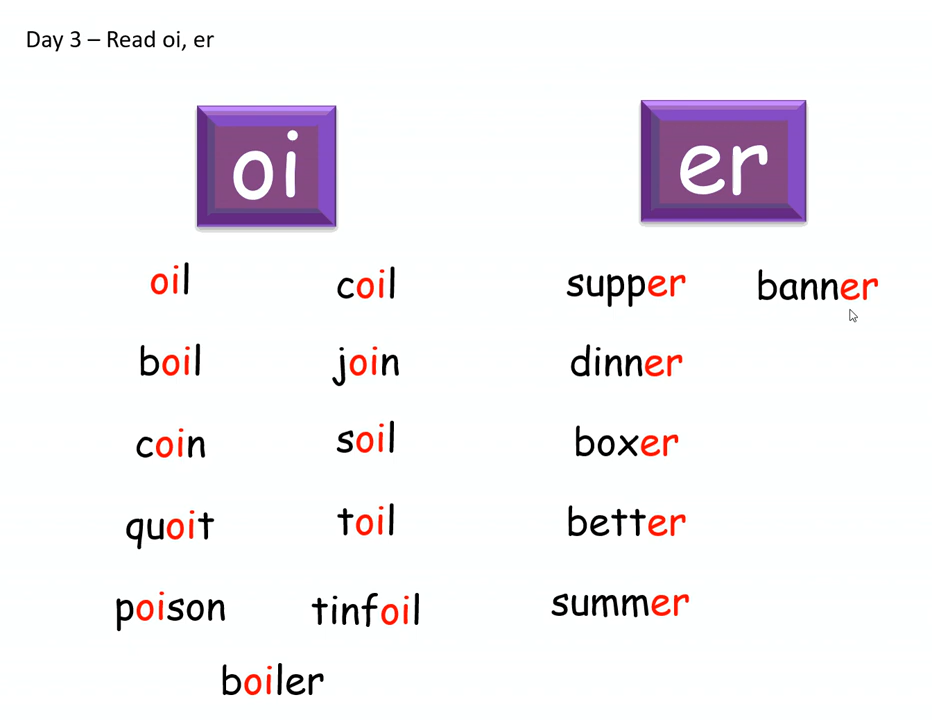 Day 3 – Read oi, er
oi er
oil coil supper banner
boil join dinner
coin soil boxer
quoit toil better
poison tinfoil summer
boiler